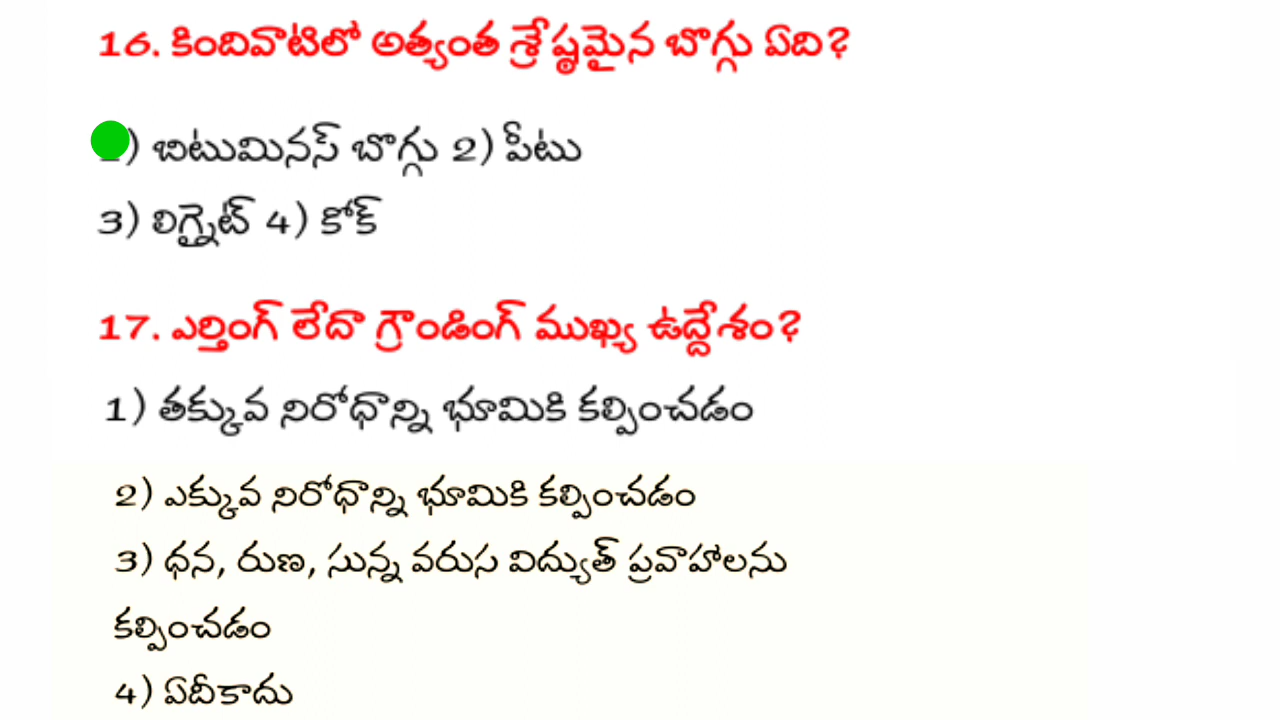 16. కిందివాటిలో అత్యంత శ్రేష్ఠమైన బొగ్గు ఏది?
) బిటుమినస్ బొగ్గు 2) పీటు
3) లిగ్నైట్ 4) కోక్
17. ఎర్తింగ్ లేదా గ్రౌండింగ్ ముఖ్య ఉద్దేశం?
1) తక్కువ నిరోధాన్ని భూమికి కల్పించడం
2) ఎక్కువ నిరోధాన్ని భూమికి కల్పించడం
3) ధన, రుణ, సున్న వరుస విద్యుత్ ప్రవాహాలను
కల్పించడం
4) ఏదీకాదు